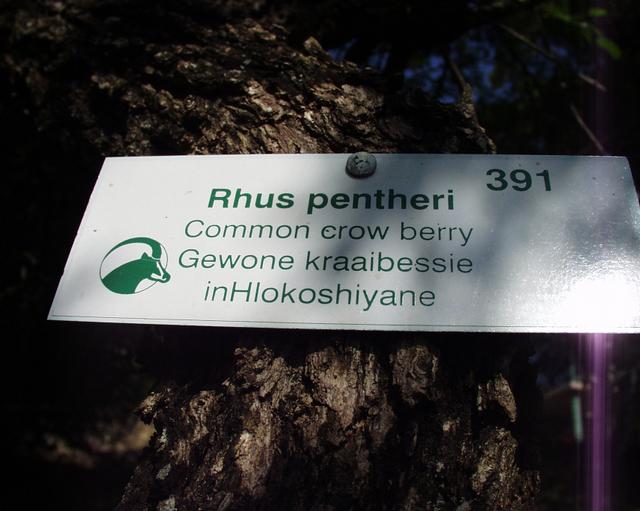 391
Rhus pentheri
Common crow berry
Gewone kraaibessie
inHlokoshiyane